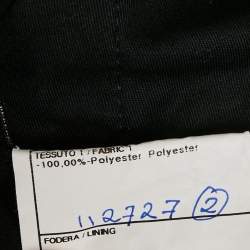 TESSUTO 1 / FABRIC 1
-100,00%-Polyester Polyester
112727 2
FODERA / LINING